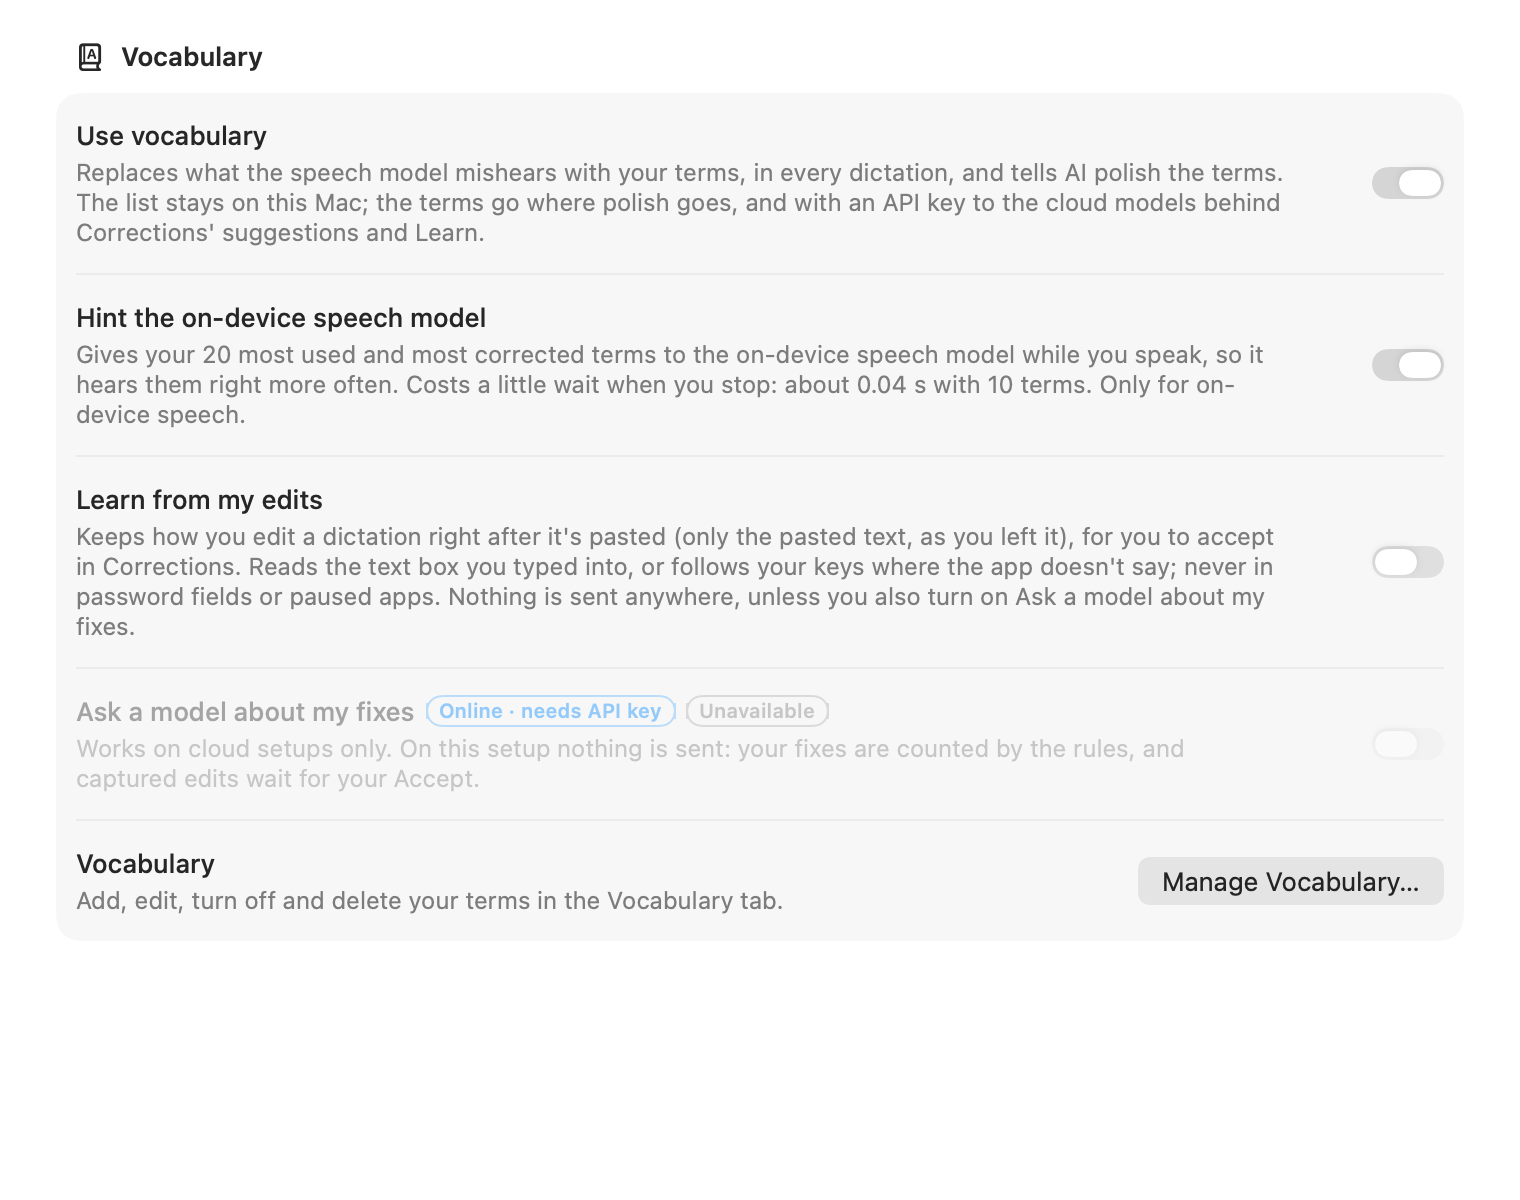 Vocabulary
Use vocabulary
Replaces what the speech model mishears with your terms, in every dictation, and tells AI polish the terms.
The list stays on this Mac; the terms go where polish goes, and with an API key to the cloud models behind
Corrections' suggestions and Learn.
Hint the on-device speech model
Gives your 20 most used and most corrected terms to the on-device speech model while you speak, so it
hears them right more often. Costs a little wait when you stop: about 0.04 s with 10 terms. Only for on-
device speech.
Learn from my edits
Keeps how you edit a dictation right after it's pasted (only the pasted text, as you left it), for you to accept
in Corrections. Reads the text box you typed into, or follows your keys where the app doesn't say; never in
password fields or paused apps. Nothing is sent anywhere, unless you also turn on Ask a model about my
fixes.
Ask a model about my fixes Online · needs API key Unavailable
Works on cloud setups only. On this setup nothing is sent: your fixes are counted by the rules, and
captured edits wait for your Accept.
Vocabulary
Add, edit, turn off and delete your terms in the Vocabulary tab.
Manage Vocabulary...